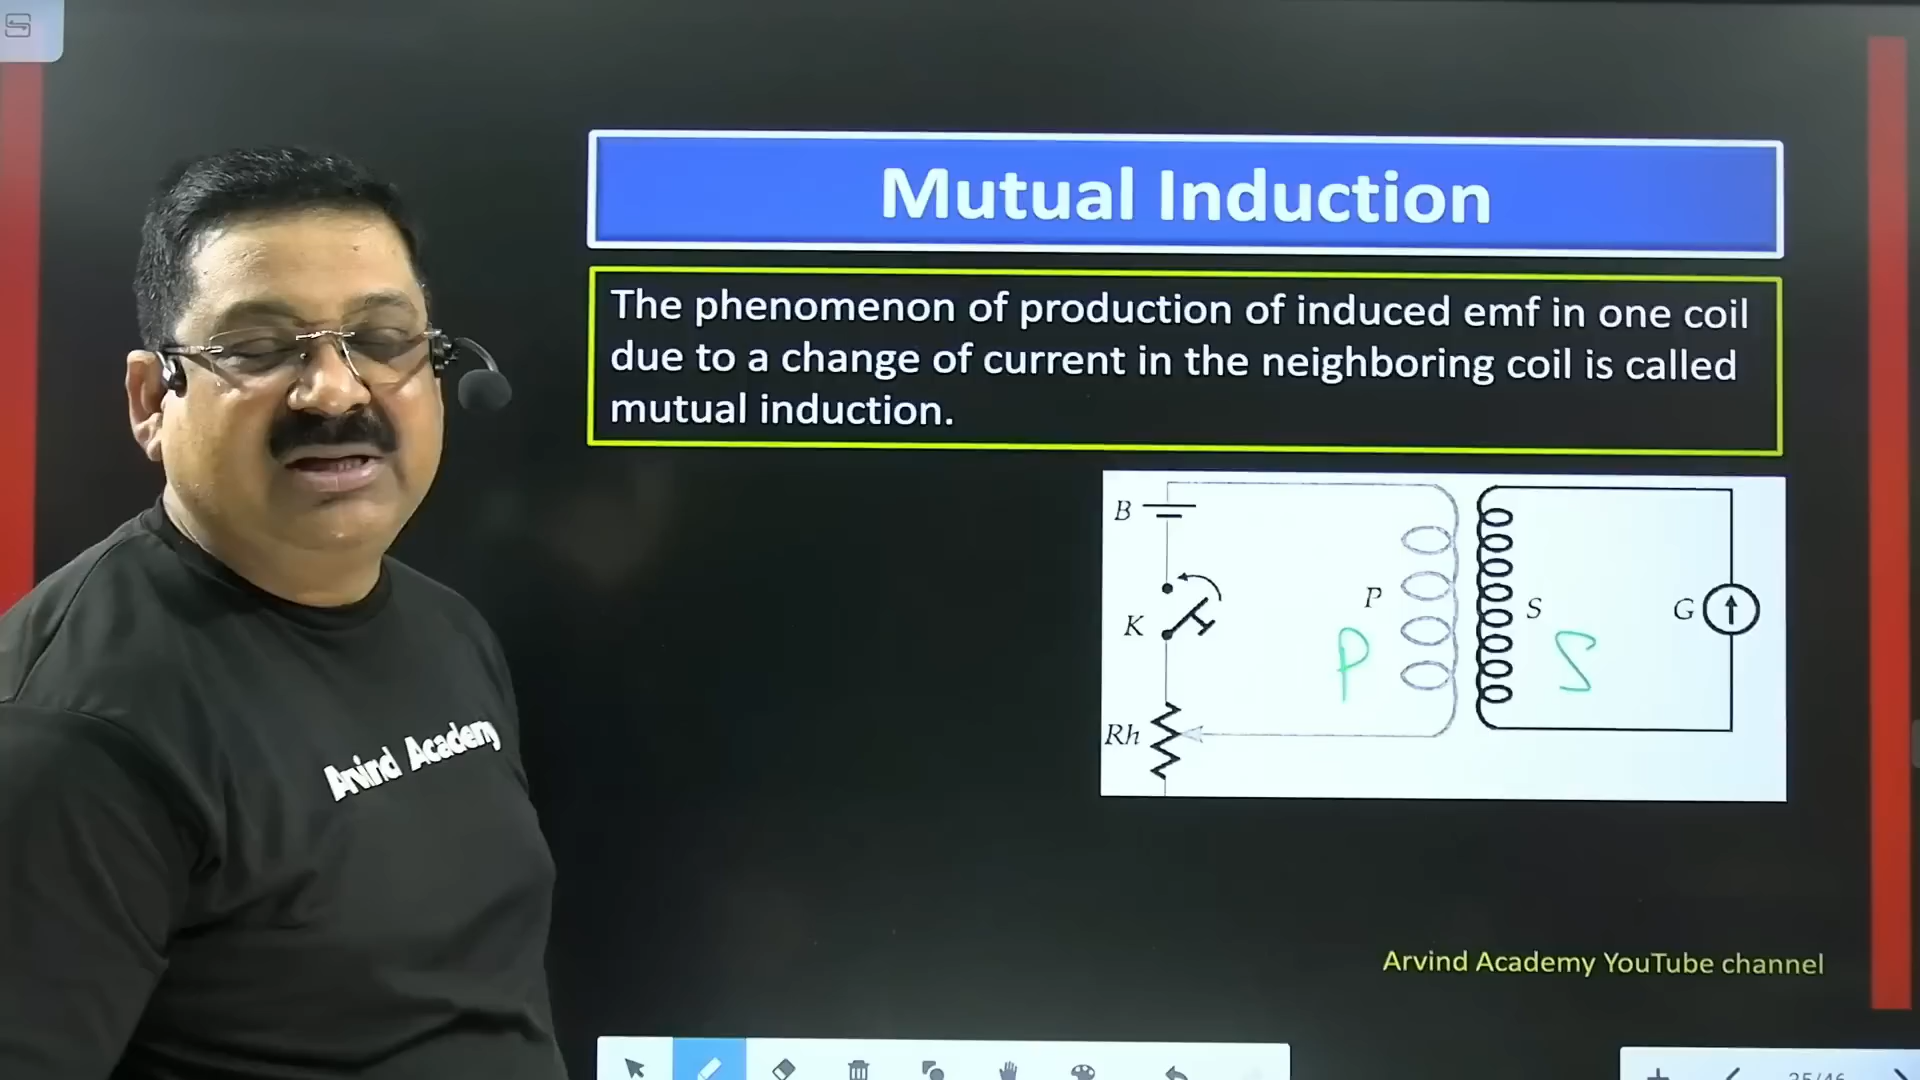 Mutual Induction
The phenomenon of production of induced emf in one coil
due to a change of current in the neighboring coil is called
mutual induction.
B
K
Rh
P
P
S
S
G
Arvind Academy
Arvind Academy YouTube channel